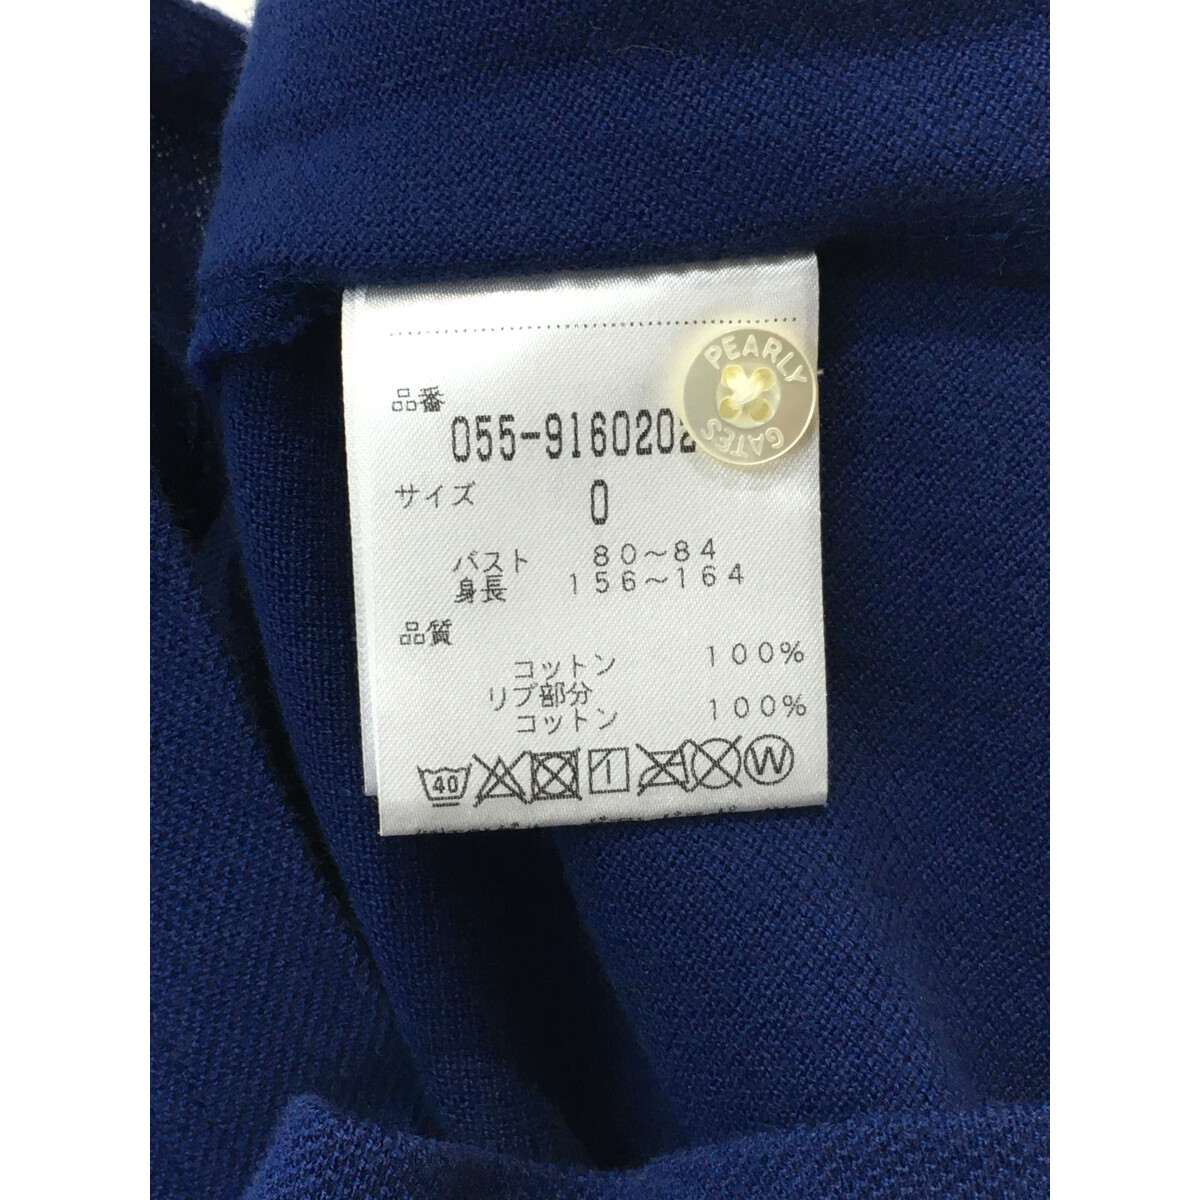 品番
055-9160202
PEARLY GATES
サイズ 0
バスト 80〜84
身長 156〜164
品質
コットン 100%
リブ部分
コットン 100%
40
W